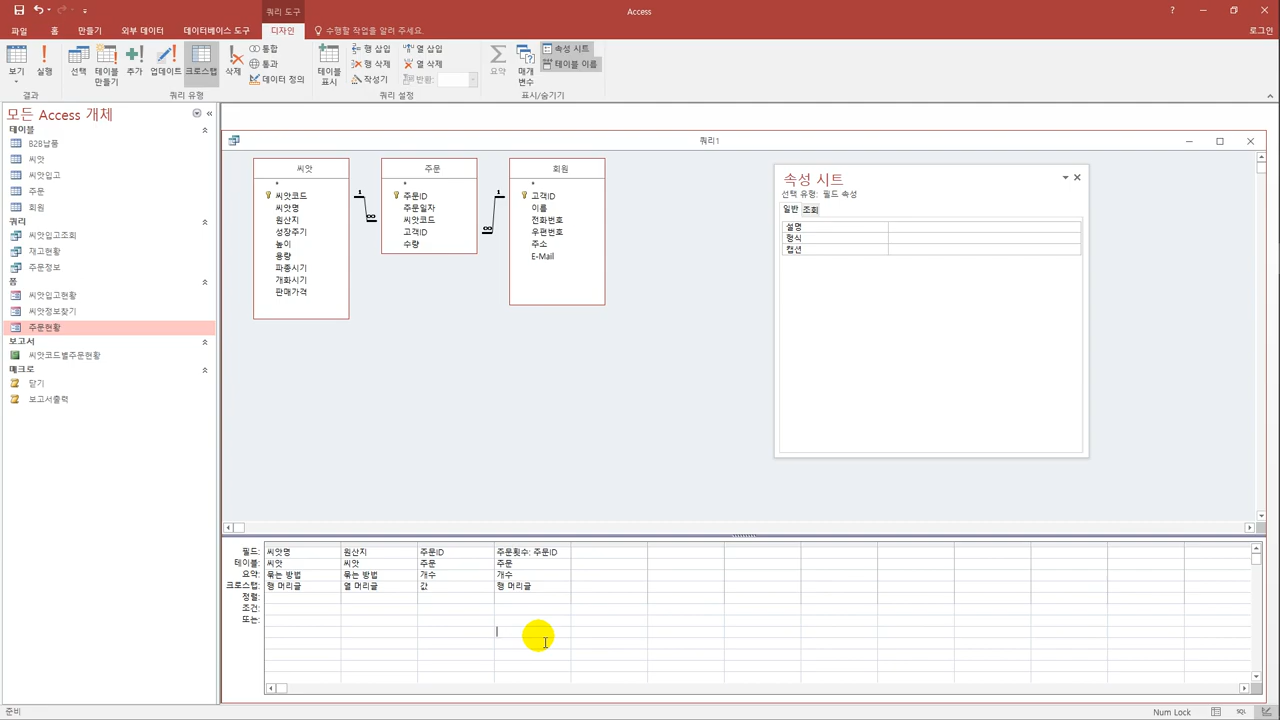 쿼리 도구
Access
파일
홈
만들기
외부 데이터
데이터베이스 도구
디자인
수행할 작업을 알려 주세요.
로그인
보기
실행
선택
테이블 만들기
추가
업데이트
크로스탭
삭제
통합
통과
데이터 정의
테이블 표시
행 삽입
행 삭제
작성기
열 삽입
열 삭제
반환:
요약
매개 변수
속성 시트
테이블 이름
결과
쿼리 유형
쿼리 설정
표시/숨기기
모든 Access 개체
테이블
B2B납품
씨앗
씨앗입고
주문
회원
쿼리
씨앗입고조회
재고현황
주문정보
폼
씨앗입고현황
씨앗정보찾기
주문현황
보고서
씨앗코드별주문현황
매크로
닫기
보고서출력
쿼리1
씨앗
*
씨앗코드
씨앗명
원산지
성장주기
높이
용량
파종시기
개화시기
판매가격
1
∞
주문
*
주문ID
주문일자
씨앗코드
고객ID
수량
1
∞
회원
*
고객ID
이름
전화번호
우편번호
주소
E-Mail
속성 시트
선택 유형: 필드 속성
일반 조회
설명
형식
캡션
필드: 씨앗명 원산지 주문ID 주문횟수: 주문ID
테이블: 씨앗 씨앗 주문 주문
요약: 묶는 방법 묶는 방법 개수 개수
크로스탭: 행 머리글 열 머리글 값 행 머리글
정렬:
조건:
또는:
준비
Num Lock
SQL